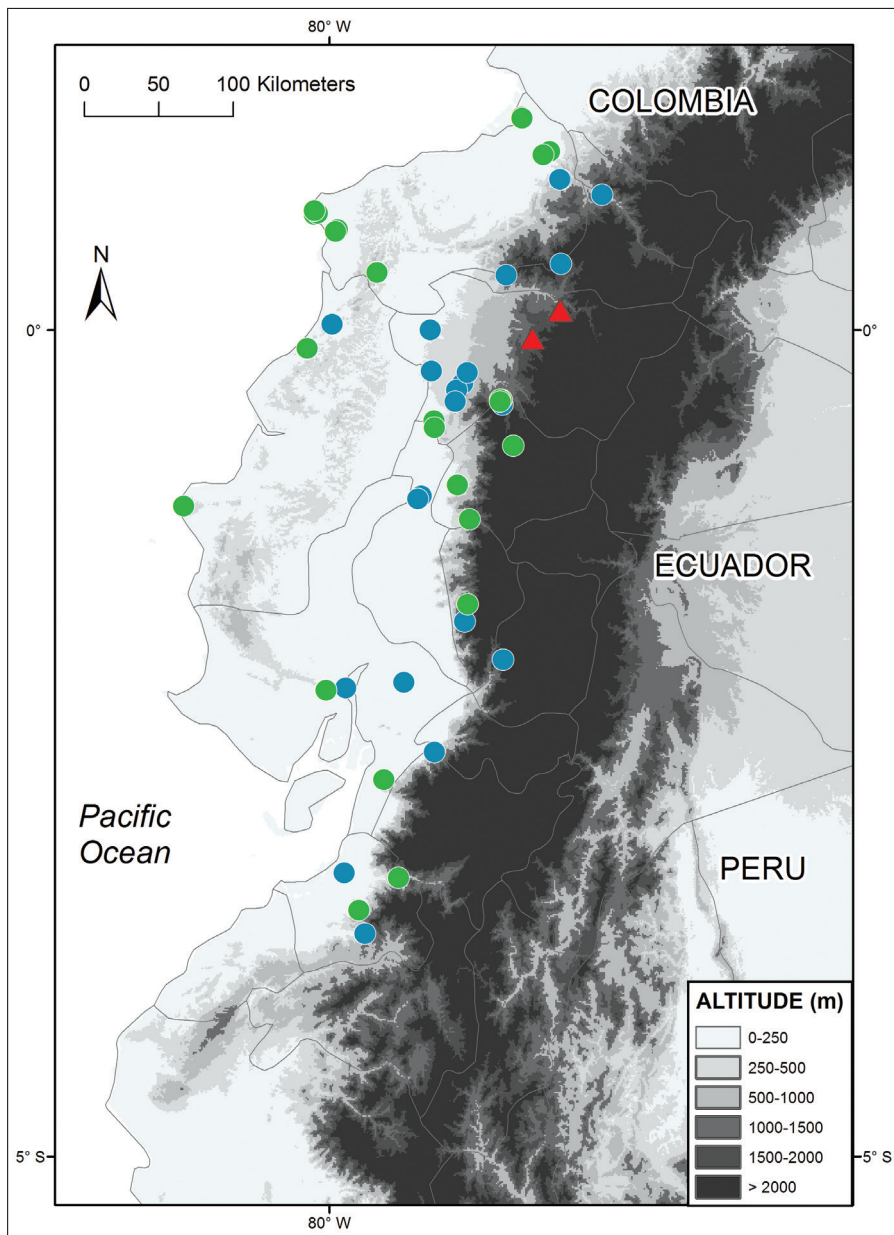 80° W
0 50 100 Kilometers
COLOMBIA
N
0°
0°
ECUADOR
Pacific
Ocean
PERU
ALTITUDE (m)
0-250
250-500
500-1000
1000-1500
1500-2000
> 2000
5° S
5° S
80° W